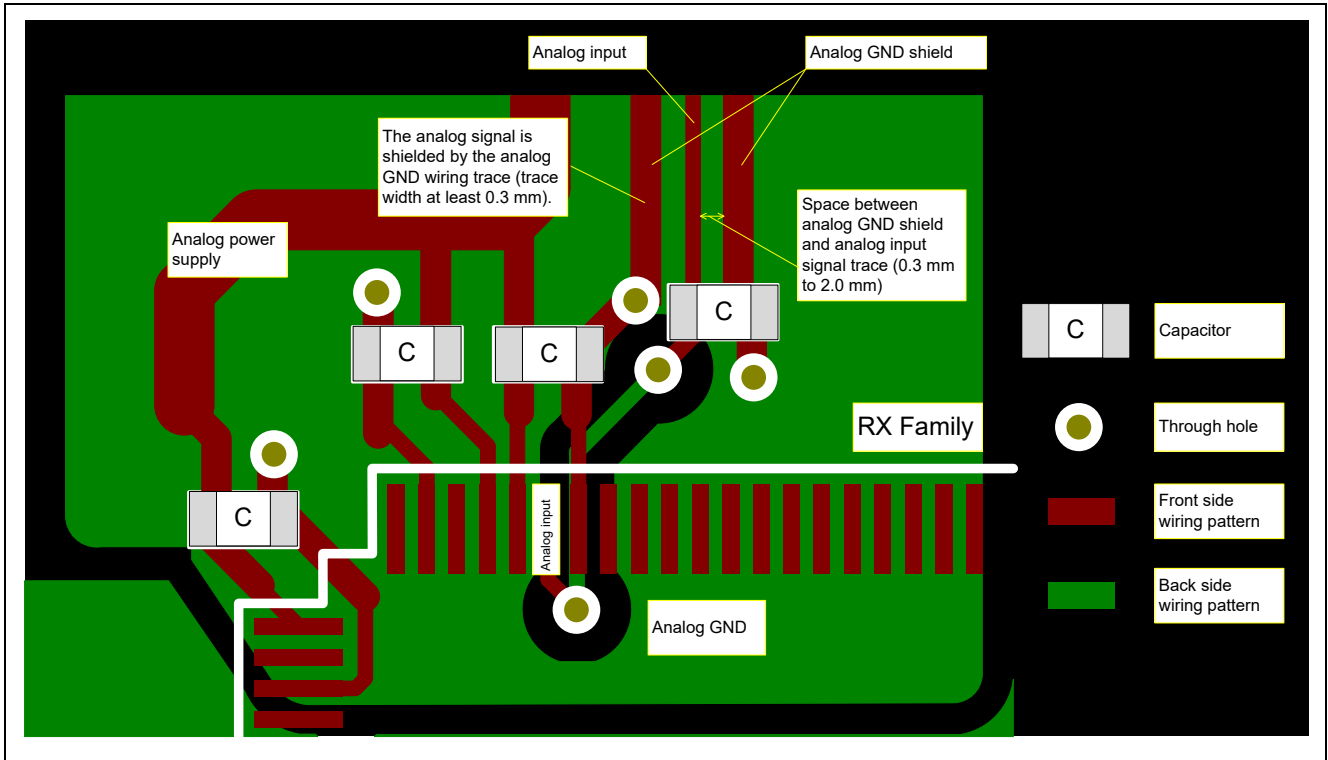 Analog input
Analog GND shield
The analog signal is
shielded by the analog
GND wiring trace (trace
width at least 0.3 mm).
Space between
analog GND shield
and analog input
signal trace (0.3 mm
to 2.0 mm)
Analog power
supply
C
C
C
C
C
Capacitor
RX Family
Through hole
Analog input
Front side
wiring pattern
Back side
wiring pattern
Analog GND